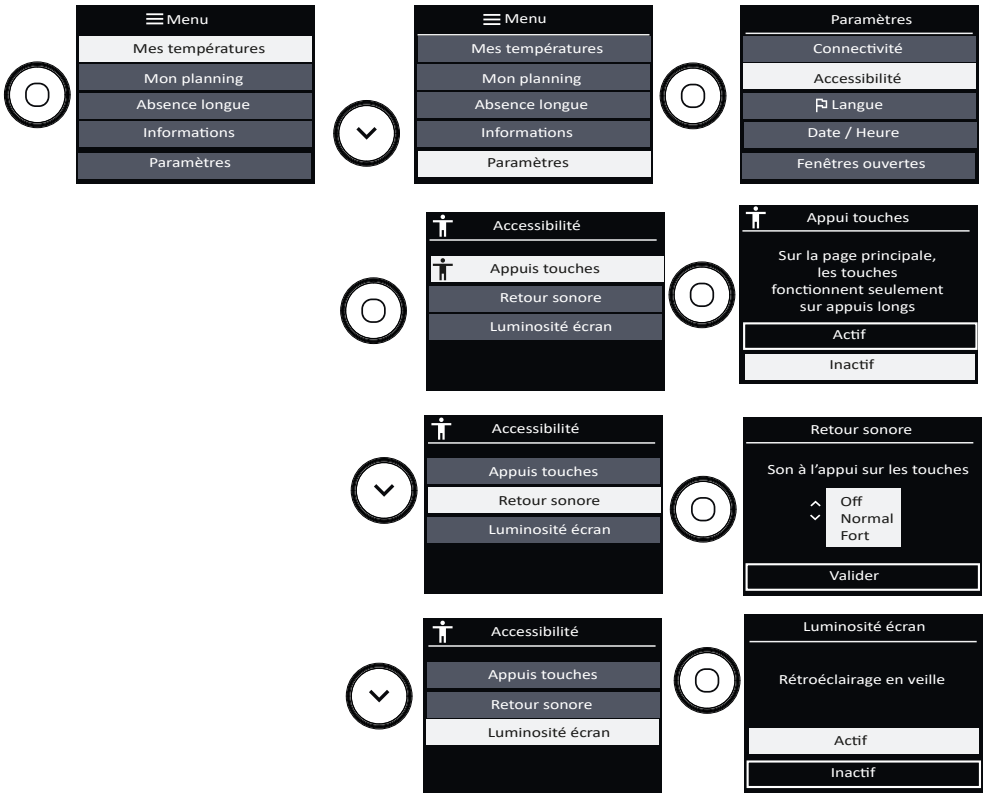 Menu
Mes températures
Mon planning
Absence longue
Informations
Paramètres
Menu
Mes températures
Mon planning
Absence longue
Informations
Paramètres
Paramètres
Connectivité
Accessibilité
Langue
Date / Heure
Fenêtres ouvertes
Accessibilité
Appuis touches
Retour sonore
Luminosité écran
Appui touches
Sur la page principale,
les touches
fonctionnent seulement
sur appuis longs
Actif
Inactif
Accessibilité
Appuis touches
Retour sonore
Luminosité écran
Retour sonore
Son à l'appui sur les touches
Off
Normal
Fort
Valider
Accessibilité
Appuis touches
Retour sonore
Luminosité écran
Luminosité écran
Rétroéclairage en veille
Actif
Inactif